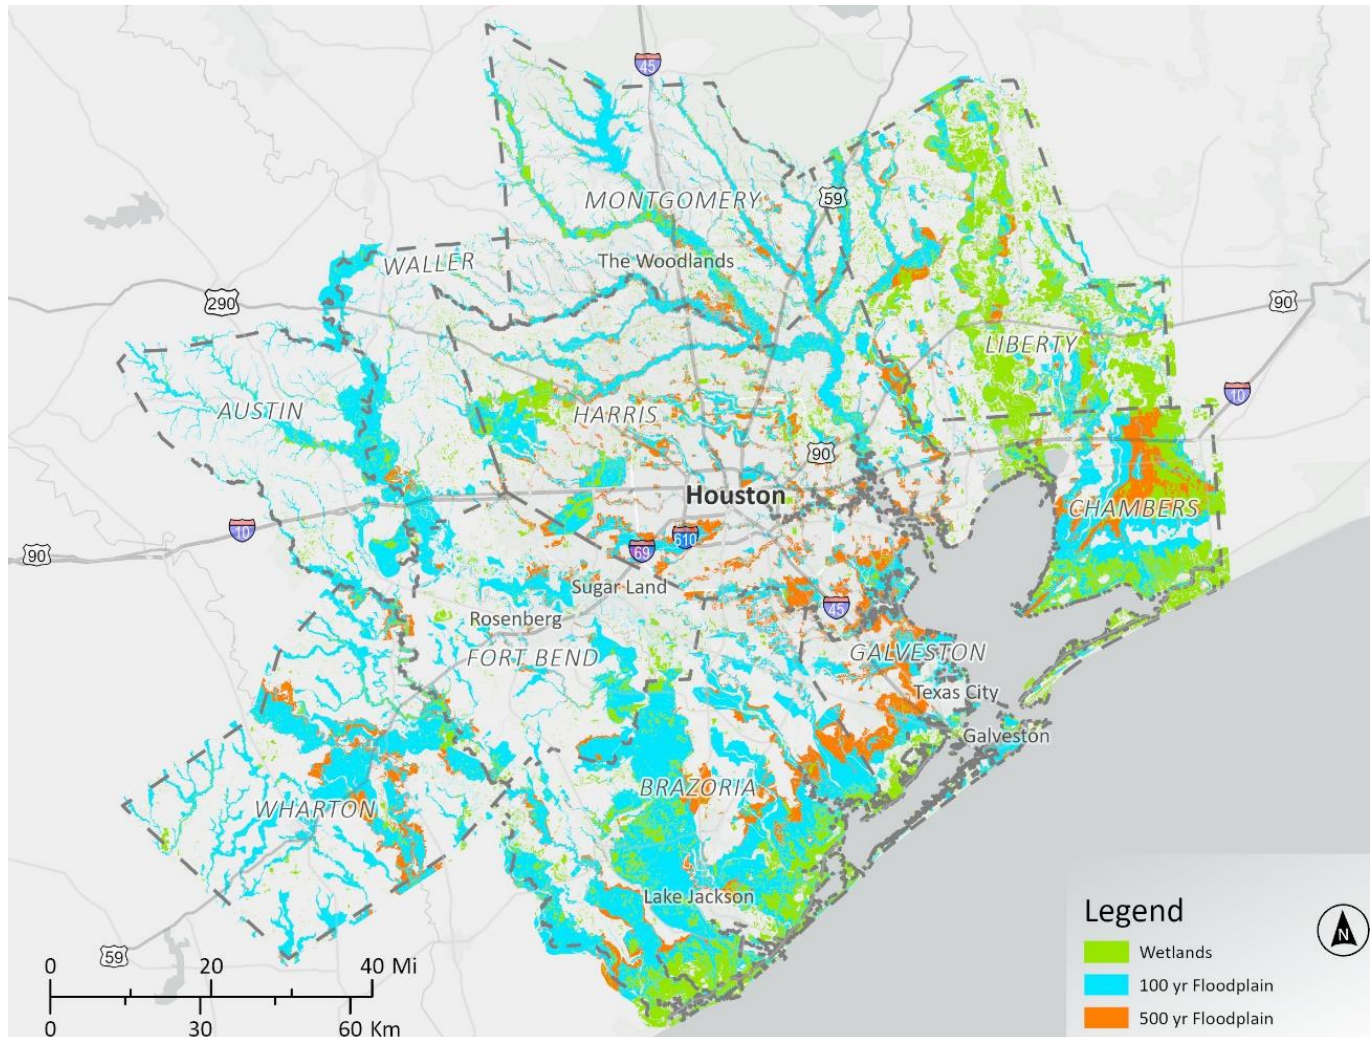 45
MONTGOMERY
59
WALLER
The Woodlands
290
90
LIBERTY
10
AUSTIN
HARRIS
90
Houston
CHAMBERS
10
90
610
69
Sugar Land
45
Rosenberg
FORT BEND
GALVESTON
Texas City
Galveston
BRAZORIA
WHARTON
Lake Jackson
59
0 20 40 Mi
0 30 60 Km
Legend
N
Wetlands
100 yr Floodplain
500 yr Floodplain